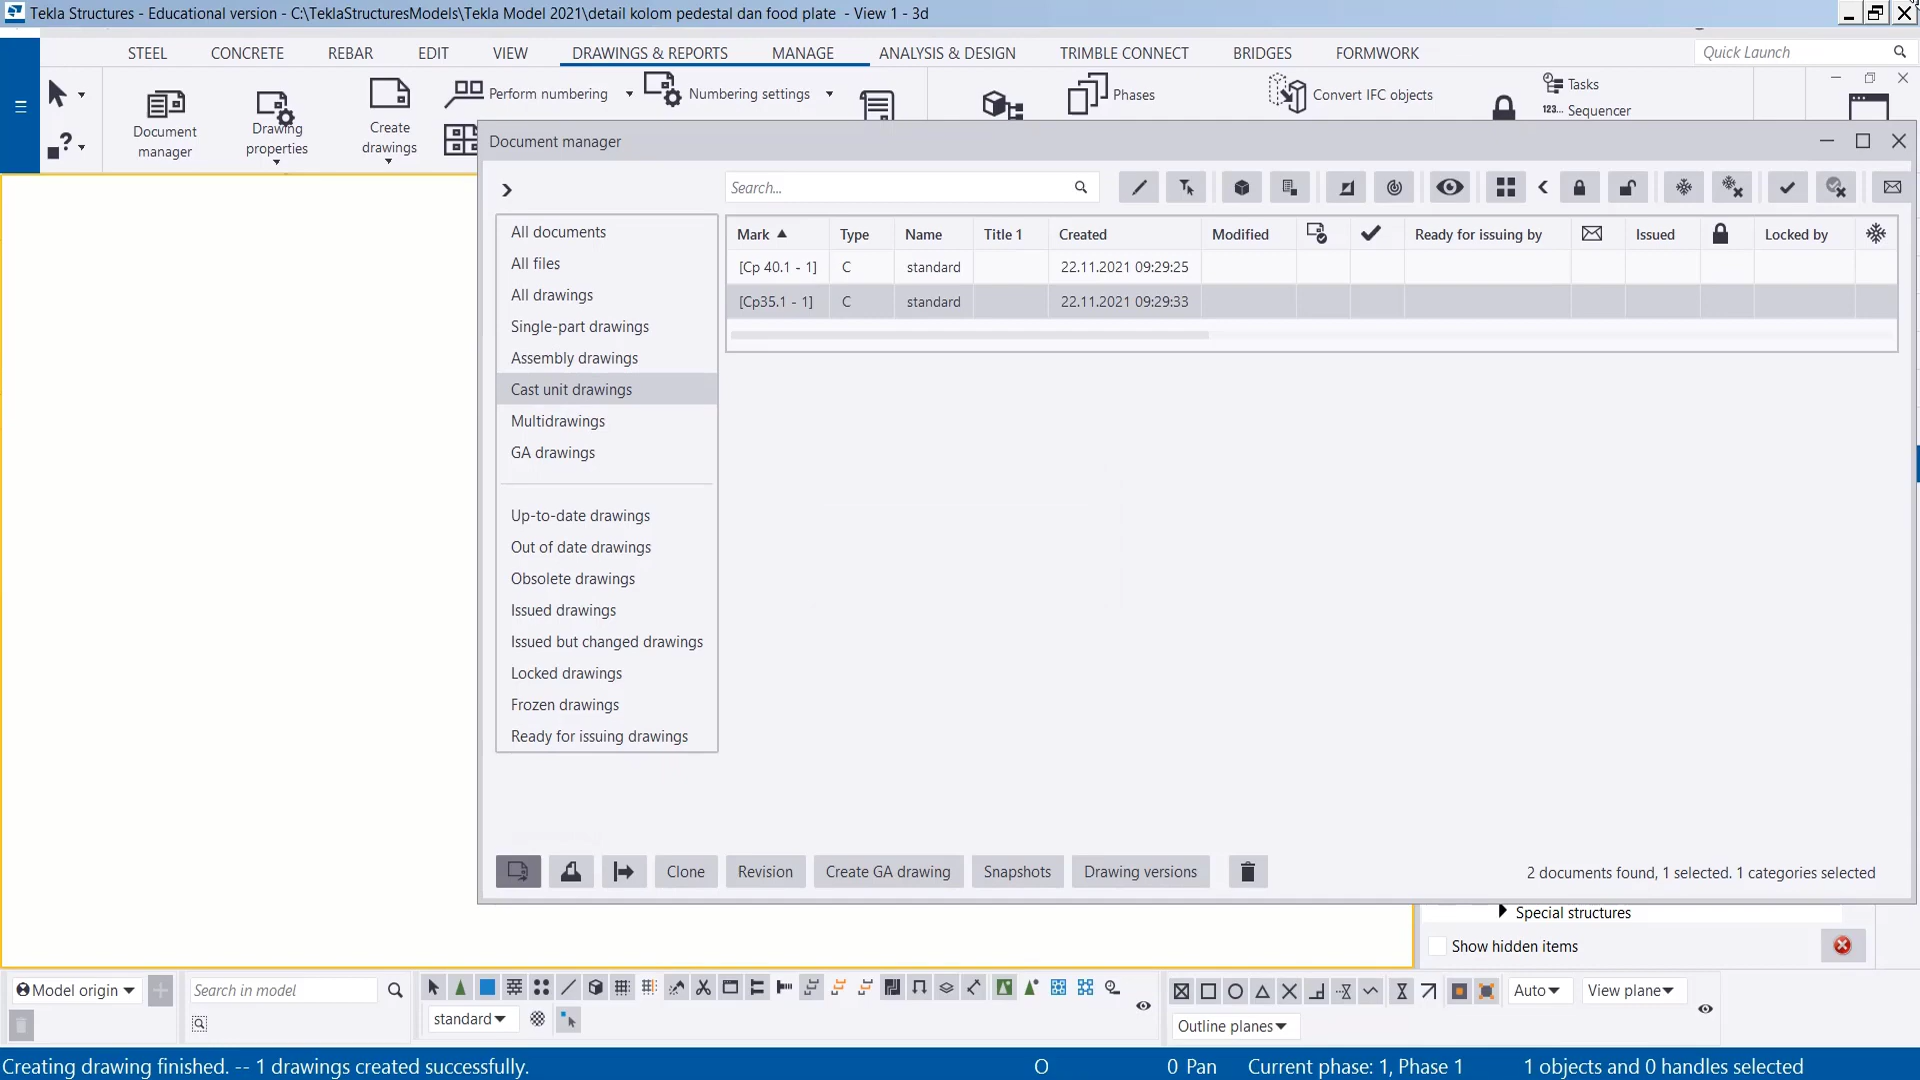 Tekla Structures - Educational version - C:\TeklaStructuresModels\Tekla Model 2021\detail kolom pedestal dan food plate - View 1 - 3d
STEEL CONCRETE REBAR EDIT VIEW DRAWINGS & REPORTS MANAGE ANALYSIS & DESIGN TRIMBLE CONNECT BRIDGES FORMWORK Quick Launch
Document manager
Drawing properties
Create drawings
Perform numbering
Numbering settings
Phases
Convert IFC objects
Tasks
123... Sequencer
Document manager
Search...
All documents
All files
All drawings
Single-part drawings
Assembly drawings
Cast unit drawings
Multidrawings
GA drawings
Up-to-date drawings
Out of date drawings
Obsolete drawings
Issued drawings
Issued but changed drawings
Locked drawings
Frozen drawings
Ready for issuing drawings
Mark Type Name Title 1 Created Modified Ready for issuing by Issued Locked by
[Cp 40.1 - 1] C standard 22.11.2021 09:29:25
[Cp35.1 - 1] C standard 22.11.2021 09:29:33
Clone Revision Create GA drawing Snapshots Drawing versions 2 documents found, 1 selected. 1 categories selected
Special structures
Show hidden items
Model origin Search in model Auto View plane
standard Outline planes
Creating drawing finished. -- 1 drawings created successfully. O 0 Pan Current phase: 1, Phase 1 1 objects and 0 handles selected